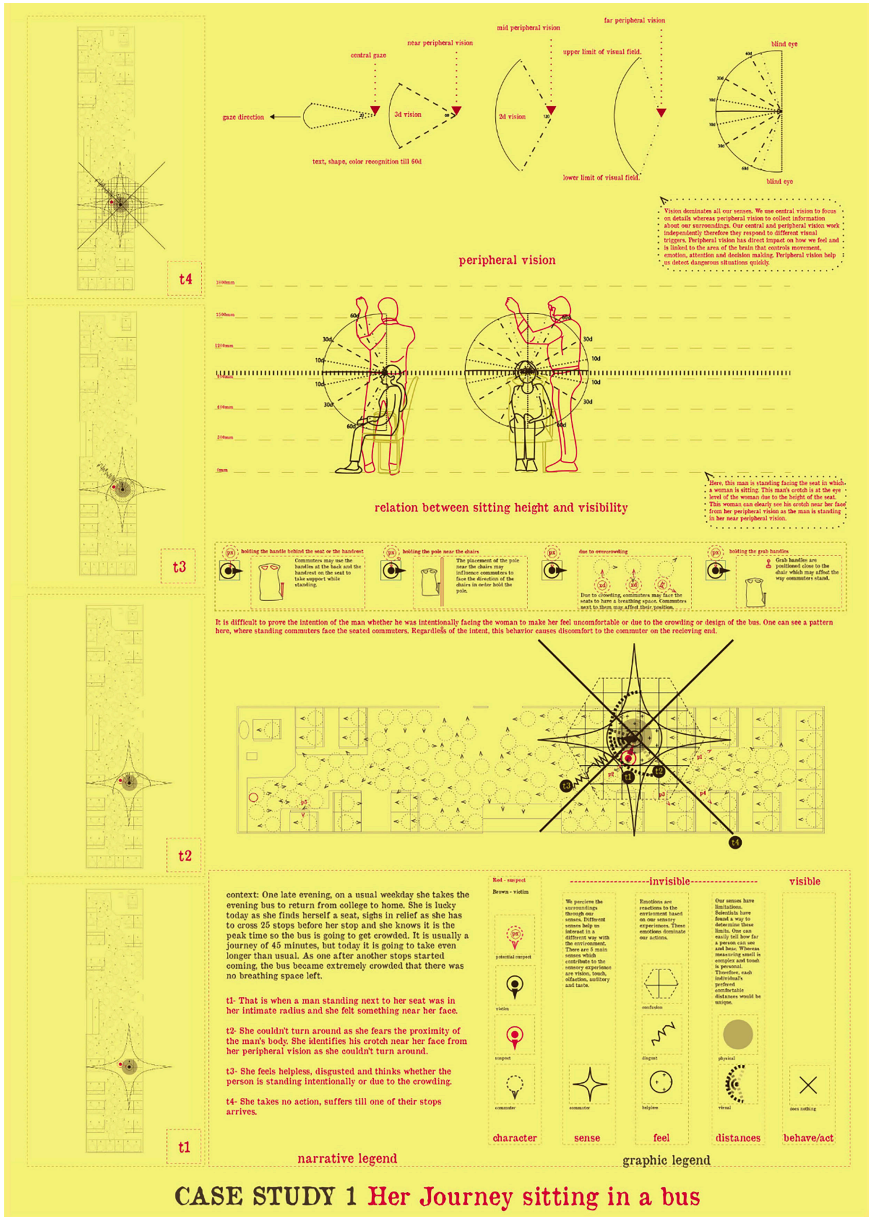 central gaze
near peripheral vision
mid peripheral vision
far peripheral vision
upper limit of visual field.
blind eye
gaze direction
3d vision
2d vision
text, shape, color recognition till 60d
lower limit of visual field.
blind eye
Vision dominates all our senses. We use central vision to focus
on details whereas peripheral vision to collect information
about our surroundings. Our central and peripheral vision work
independently therefore they respond to different visual
triggers. Peripheral vision has direct impact on how we feel and
is linked to the area of the brain that controls movement,
emotion, attention and decision making. Peripheral vision help
us detect dangerous situations quickly.
peripheral vision
60d
30d
10d
10d
30d
60d
30d
10d
10d
30d
60d
0mm
Here, this man is standing facing the seat in which
a woman is sitting. This man's crotch is at the eye
level of the woman due to the height of the seat.
This woman can clearly see his crotch near her face
from her peripheral vision as the man is standing
in her near peripheral vision.
relation between sitting height and visibility
holding the handle behind the seat or the handrest
Commuters may use the
handles at the back and the
handrest on the seat to
take support while
standing.
holding the pole near the chairs
The placement of the pole
near the chairs may
influence commuters to
face the direction of the
chairs in order hold the
pole.
due to overcrowding
Due to crowding, commuters may face the
seats to have a breathing space. Commuters
next to them may affect their position.
holding the grab handles
Grab handles are
positioned close to the
chair which may affect the
way commuters stand.
It is difficult to prove the intention of the man whether he was intentionally facing the woman to make her feel uncomfortable or due to the crowding or design of the bus. One can see a pattern
here, where standing commuters face the seated commuters. Regardless of the intent, this behavior causes discomfort to the commuter on the recieving end.
p1
p2
p3
p4
p5
t1
t2
t3
t4
t4
t3
t2
t1
context: One late evening, on a usual weekday she takes the
evening bus to return from college to home. She is lucky
today as she finds herself a seat, sighs in relief as she has
to cross 25 stops before her stop and she knows it is the
peak time so the bus is going to get crowded. It is usually a
journey of 45 minutes, but today it is going to take even
longer than usual. As one after another stops started
coming, the bus became extremely crowded that there was
no breathing space left.
t1- That is when a man standing next to her seat was in
her intimate radius and she felt something near her face.
t2- She couldn't turn around as she fears the proximity of
the man's body. She identifies his crotch near her face from
her peripheral vision as she couldn't turn around.
t3- She feels helpless, disgusted and thinks whether the
person is standing intentionally or due to the crowding.
t4- She takes no action, suffers till one of their stops
arrives.
narrative legend
Red - suspect
Brown - victim
potential suspect
victim
suspect
commuter
character
invisible
We percieve the
surroundings
through our
senses. Different
senses help us
interact in a
different way with
the environment.
There are 5 main
senses which
contribute to the
sensory experience
are vision, touch,
olfaction, auditory
and taste.
commuter
sense
Emotions are
reactions to the
enviroment based
on our sensory
experiences. These
emotions dominate
our actions.
confusion
disgust
helpless
feel
Our senses have
limitations.
Scientists have
found a way to
determine these
limits. One can
easily tell how far
a person can see
and hear. Whereas
measuring smell is
complex and touch
is personal.
Therefore, each
individual's
prefered
comfortable
distances would be
unique.
physical
visual
distances
visible
does nothing
behave/act
graphic legend
CASE STUDY 1 Her Journey sitting in a bus